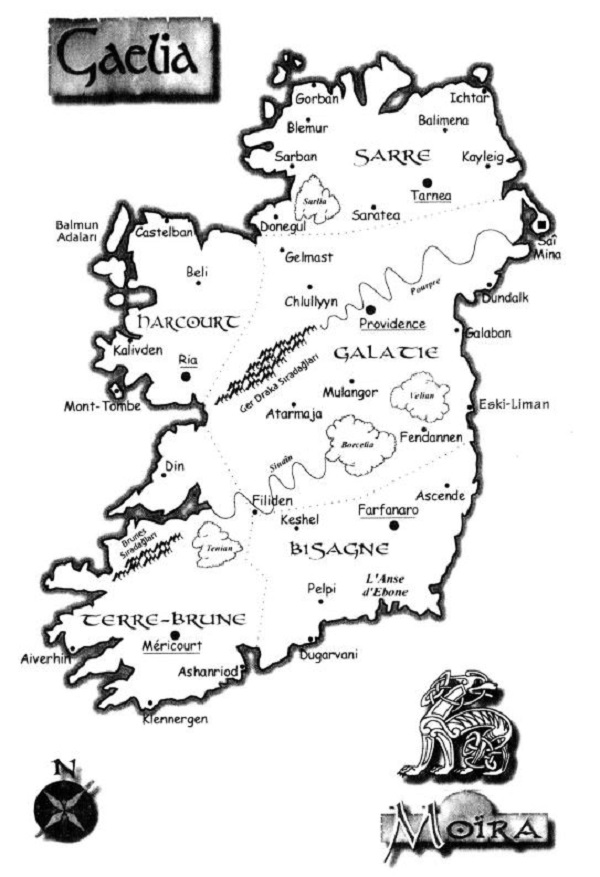 Gaelia
Gorban
Ichtar
Blemur
Balimena
Sarban
SARRE
Kayleig
Sarlia
Tarnea
Saratea
Donegul
Balmun
Adaları
Castelban
Gelmast
Saï
Mina
Beli
Chlullyyn
Pourpre
Dundalk
HARCOURT
Providence
Galaban
Kalivden
GALATIE
Ria
Ger Draka Sıradağları
Mont-Tombe
Mulangor
Velian
Atarmaja
Eski-Liman
Fendannen
Borcelia
Din
Sinaïn
Ascende
Filiden
Farfanaro
Keshel
Brunes
Sıradağları
Tenian
BISAGNE
L'Anse
d'Ebone
Pelpi
TERRE-BRUNE
Méricourt
Aiverhin
Dugarvani
Ashanriod
Klennergen
N
MOÏRA